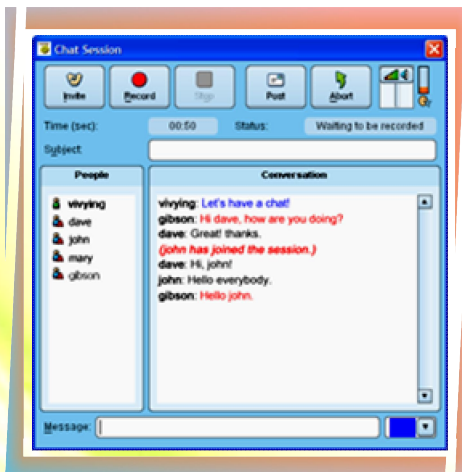 Chat Session
Invite Record Stop Post Abort
Time (sec): 00:50 Status: Waiting to be recorded
Subject
People
vivying
dave
john
mary
gibson
Conversation
vivying: Let's have a chat!
gibson: Hi dave, how are you doing?
dave: Great! thanks.
(john has joined the session.)
dave: Hi, john!
john: Hello everybody.
gibson: Hello john.
Message: